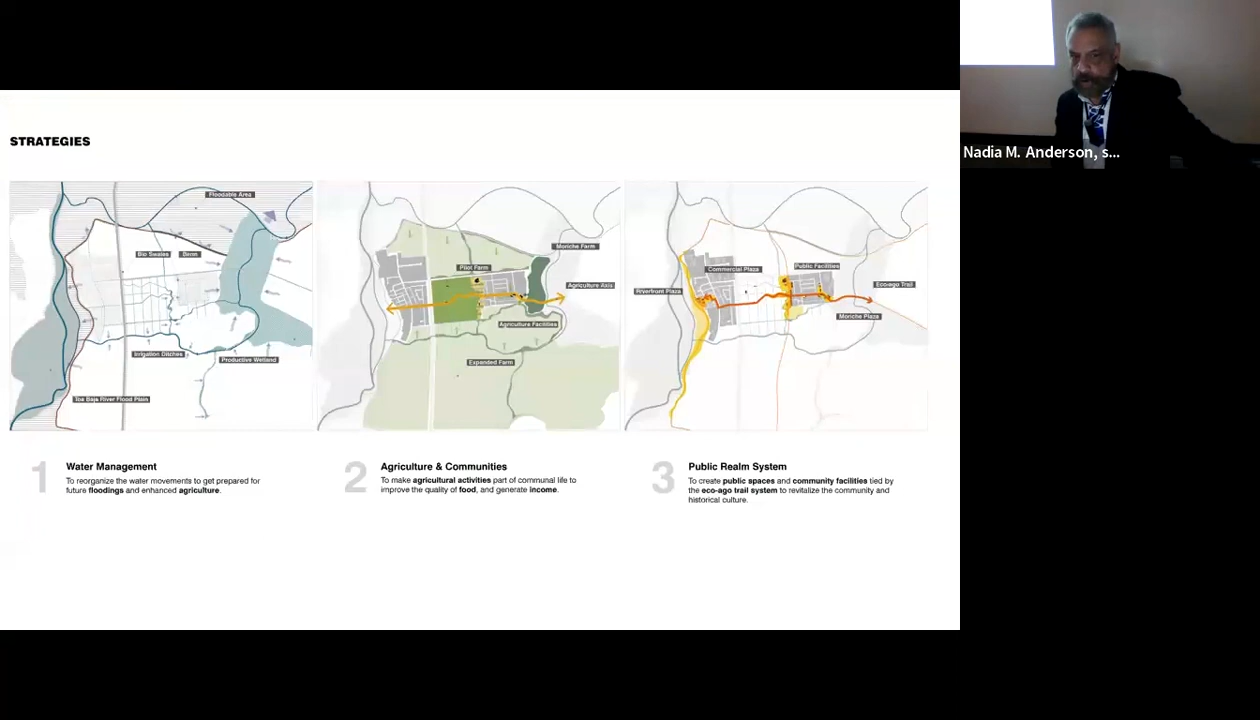 STRATEGIES
Floodable Area
Bio Swales
Berm
Irrigation Ditches
Productive Wetland
Toa Baja River Flood Plain
Moriche Farm
Pilot Farm
Agriculture Axis
Agriculture Facilities
Expanded Farm
Commercial Plaza
Public Facilities
Riverfront Plaza
Eco-ago Trail
Moriche Plaza
1
Water Management
To reorganize the water movements to get prepared for
future floodings and enhanced agriculture.
2
Agriculture & Communities
To make agricultural activities part of communal life to
improve the quality of food, and generate income.
3
Public Realm System
To create public spaces and community facilities tied by
the eco-ago trail system to revitalize the community and
historical culture.
Nadia M. Anderson, s...